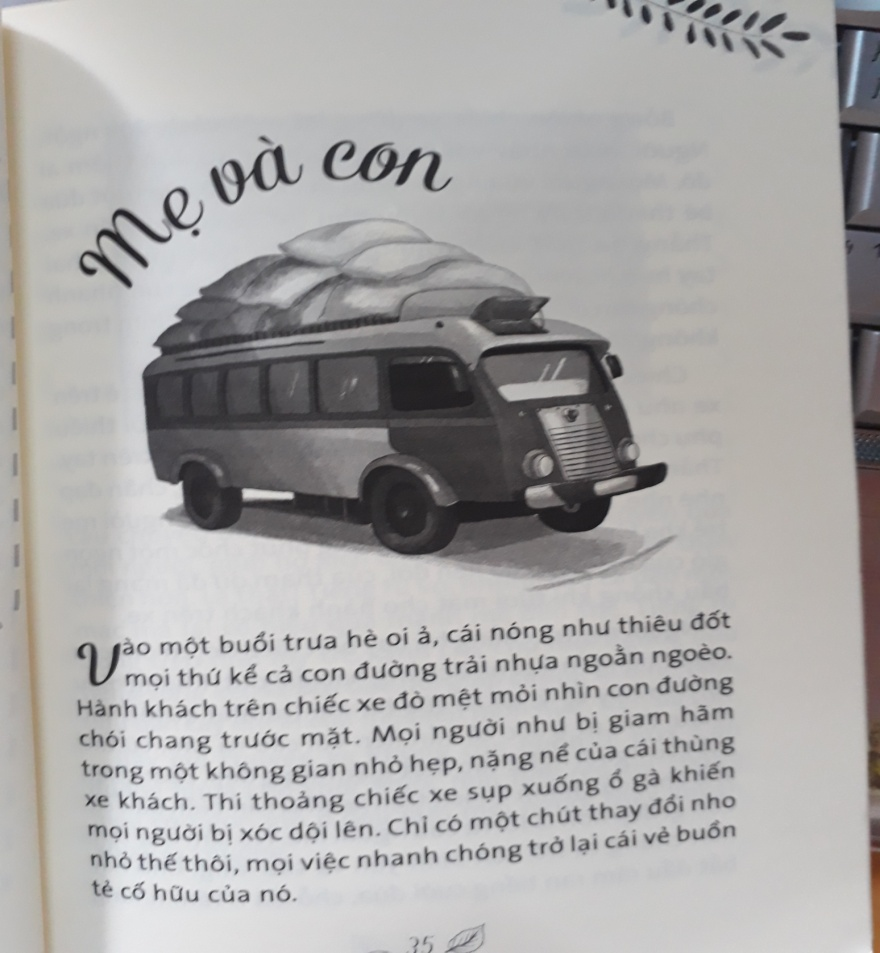 Mẹ và con
Vào một buổi trưa hè oi ả, cái nóng như thiêu đốt
mọi thứ kể cả con đường trải nhựa ngoằn ngoèo.
Hành khách trên chiếc xe đò mệt mỏi nhìn con đường
chói chang trước mặt. Mọi người như bị giam hãm
trong một không gian nhỏ hẹp, nặng nề của cái thùng
xe khách. Thi thoảng chiếc xe sụp xuống ổ gà khiến
mọi người bị xóc dội lên. Chỉ có một chút thay đổi nho
nhỏ thế thôi, mọi việc nhanh chóng trở lại cái vẻ buồn
tẻ cố hữu của nó.
35